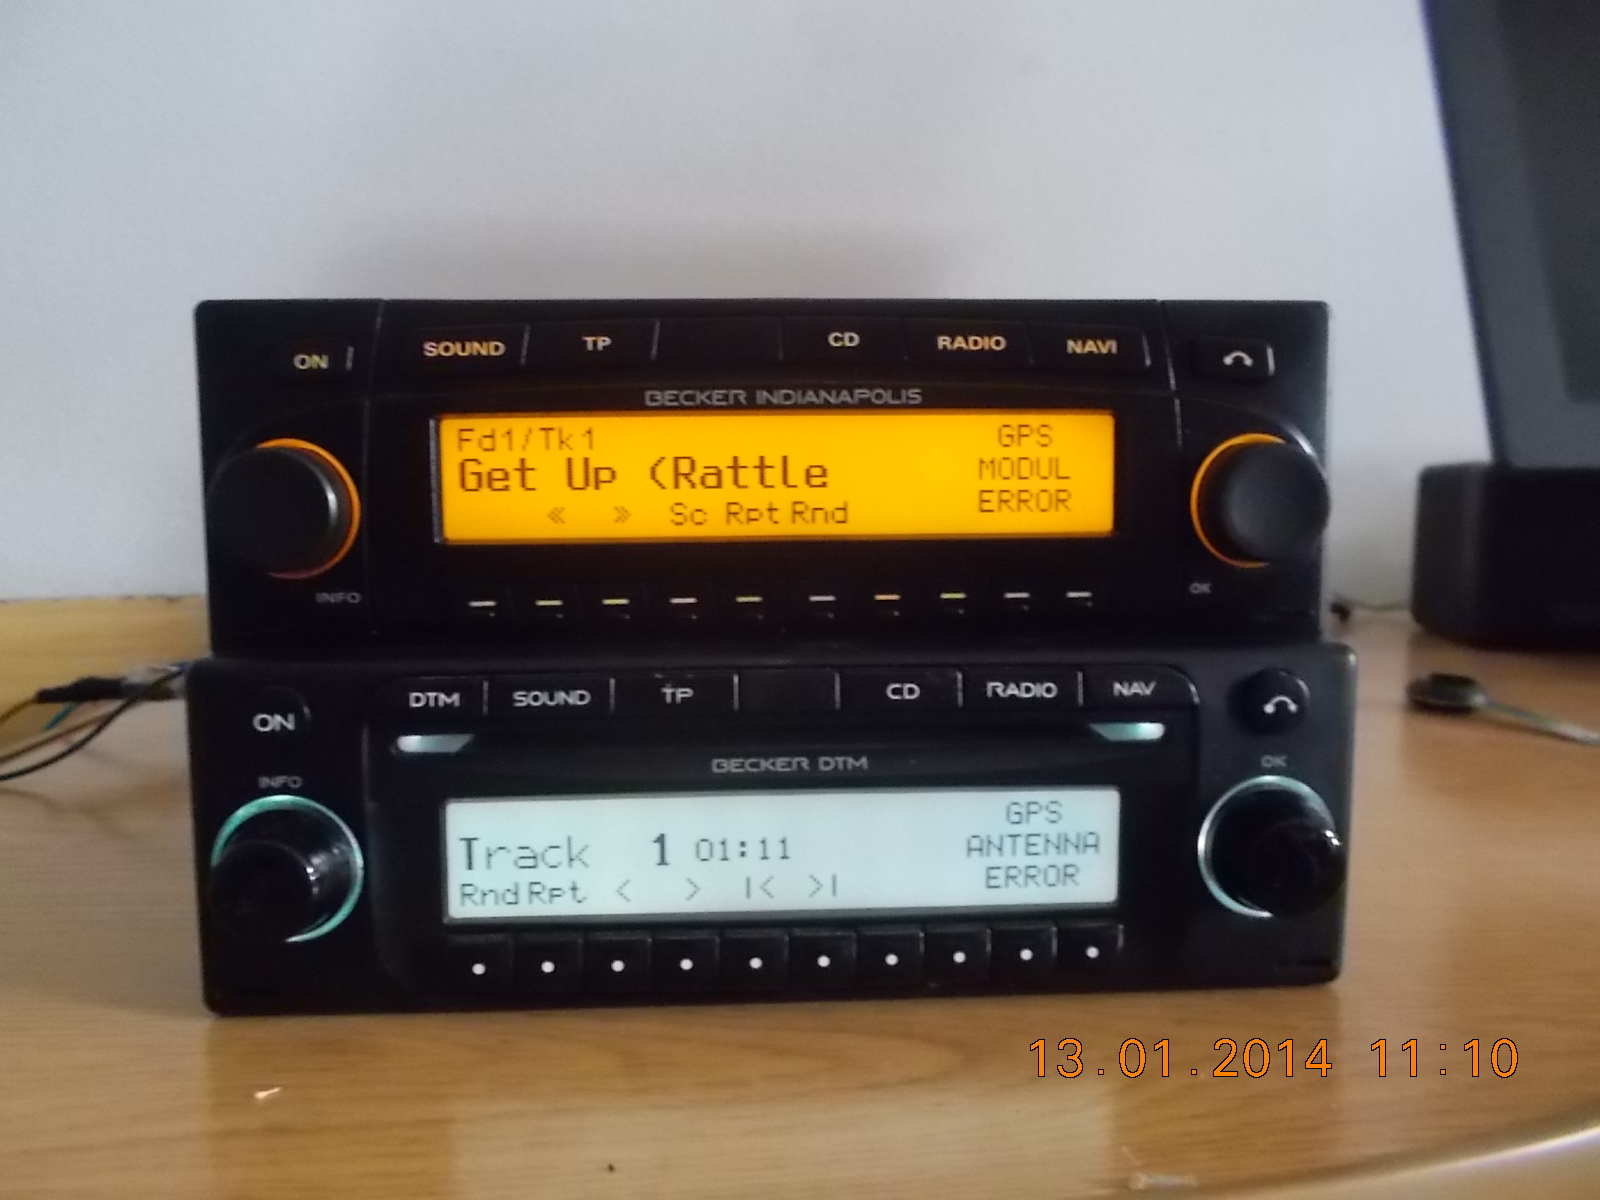 ON
SOUND TP CD RADIO NAVI
BECKER INDIANAPOLIS
Fd1/Tk1
Get Up (Rattle
« » Sc Rpt Rnd
GPS
MODUL
ERROR
INFO
OK
DTM SOUND TP CD RADIO NAV
ON
BECKER DTM
INFO
OK
Track 1 01:11
Rnd Rpt < > |< >|
GPS
ANTENNA
ERROR
13.01.2014 11:10